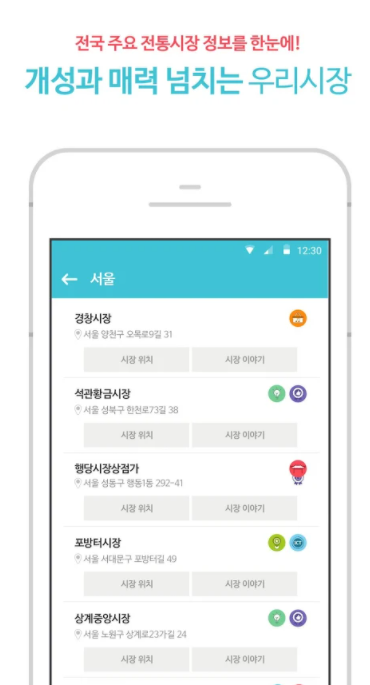 전국 주요 전통시장 정보를 한눈에!
개성과 매력 넘치는 우리시장
12:30
서울
경창시장
서울 양천구 오목로9길 31
시장 위치 시장 이야기
석관황금시장
서울 성북구 한천로73길 38
시장 위치 시장 이야기
행당시장상점가
서울 성동구 행동1동 292-41
시장 위치 시장 이야기
포방터시장
서울 서대문구 포방터길 49
시장 위치 시장 이야기
상계중앙시장
서울 노원구 상계로23가길 24
시장 위치 시장 이야기